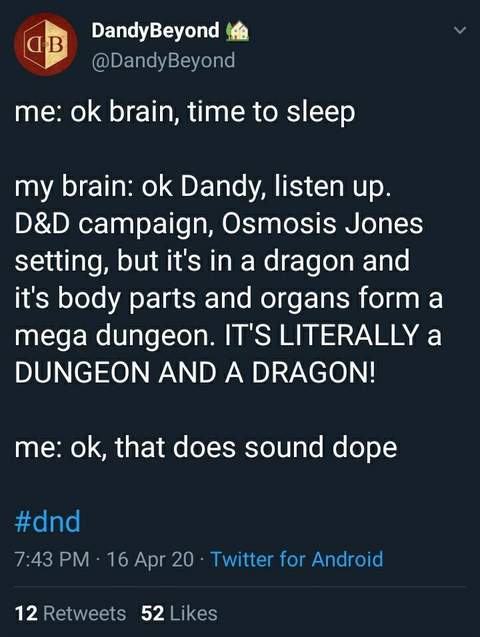 DandyBeyond 🏡
@DandyBeyond
me: ok brain, time to sleep
my brain: ok Dandy, listen up.
D&D campaign, Osmosis Jones
setting, but it's in a dragon and
it's body parts and organs form a
mega dungeon. IT'S LITERALLY a
DUNGEON AND A DRAGON!
me: ok, that does sound dope
#dnd
7:43 PM · 16 Apr 20 · Twitter for Android
12 Retweets 52 Likes